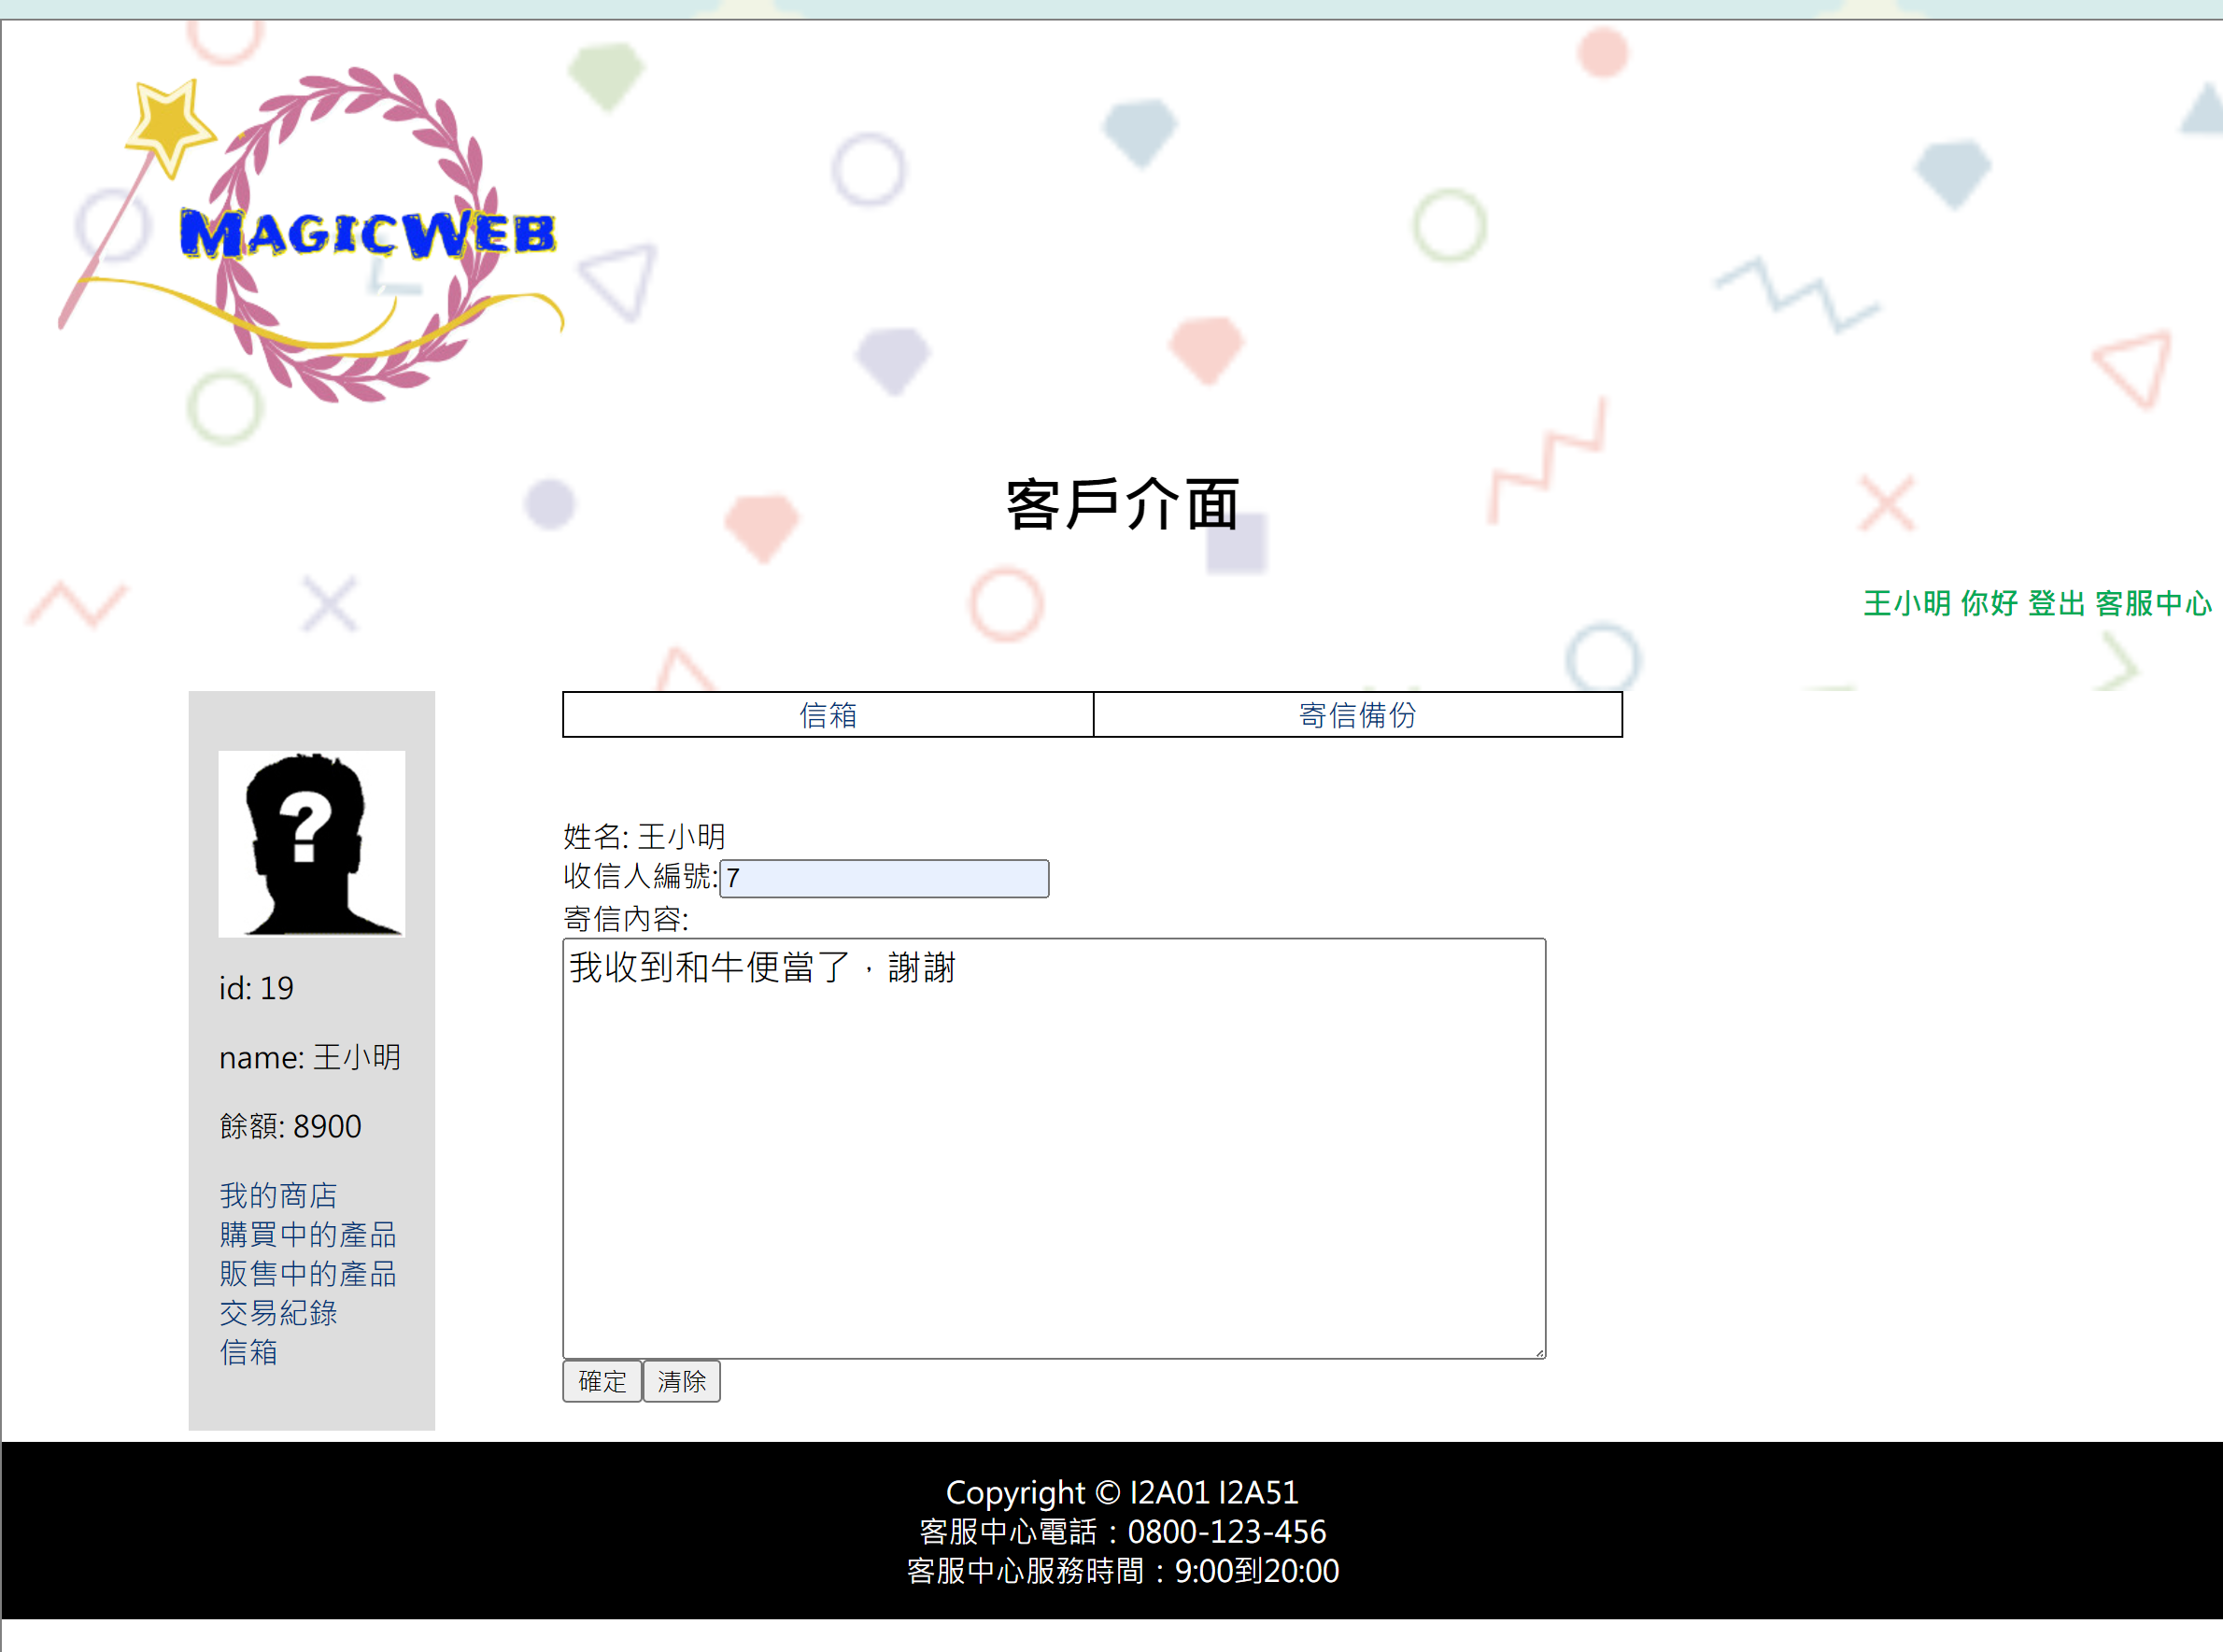 MAGICWEB
客戶介面
王小明 你好 登出 客服中心
信箱 寄信備份
?
id: 19
name: 王小明
餘額: 8900
我的商店
購買中的產品
販售中的產品
交易紀錄
信箱
姓名: 王小明
收信人編號:7
寄信內容:
我收到和牛便當了，謝謝
確定 清除
Copyright © I2A01 I2A51
客服中心電話：0800-123-456
客服中心服務時間：9:00到20:00